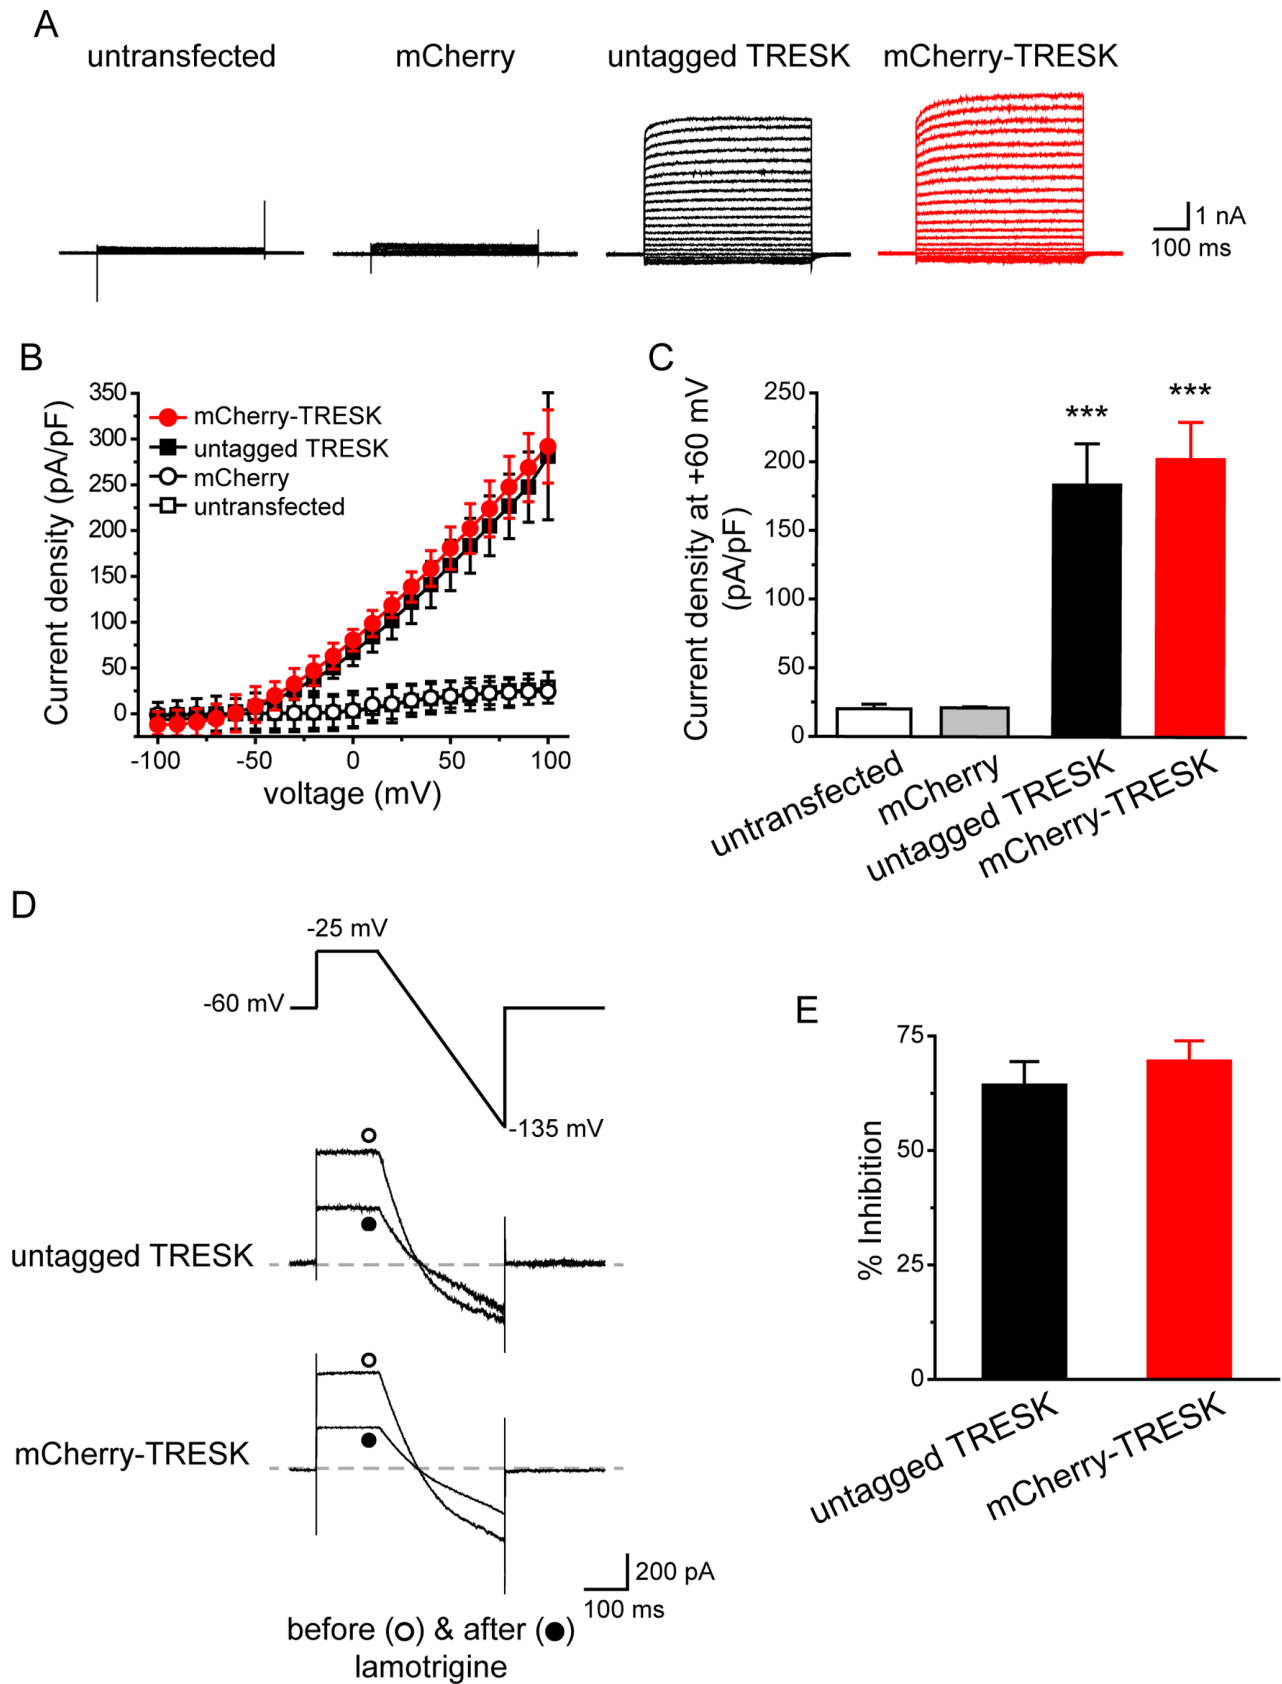 A
untransfected mCherry untagged TRESK mCherry-TRESK
1 nA
100 ms
B
Current density (pA/pF)
350
300
250
200
150
100
50
0
mCherry-TRESK
untagged TRESK
mCherry
untransfected
-100 -50 0 50 100
voltage (mV)
C
Current density at +60 mV
(pA/pF)
250
200
150
100
50
0
*** ***
untransfected
mCherry
untagged TRESK
mCherry-TRESK
D
-25 mV
-60 mV
-135 mV
untagged TRESK
mCherry-TRESK
200 pA
100 ms
before (○) & after (●)
lamotrigine
E
% Inhibition
75
50
25
0
untagged TRESK
mCherry-TRESK